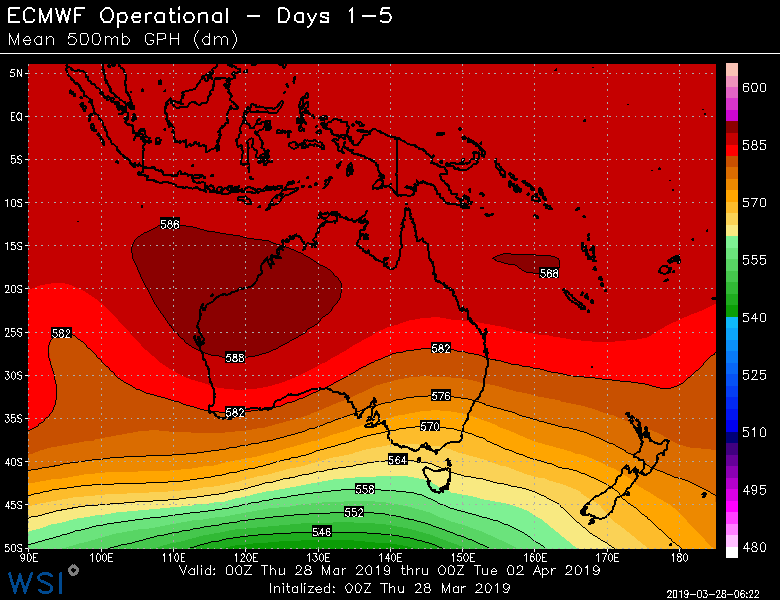 ECMWF Operational – Days 1–5
Mean 500mb GPH (dm)
5N
EQ
5S
10S
15S
20S
25S
30S
35S
40S
45S
50S
586
588
588
582
582
582
576
570
564
558
552
546
600
585
570
555
540
525
510
495
480
90E 100E 110E 120E 130E 140E 150E 160E 170E 180
Valid: 00Z Thu 28 Mar 2019 thru 00Z Tue 02 Apr 2019
Initalized: 00Z Thu 28 Mar 2019
WSI
2019-03-28-06:22